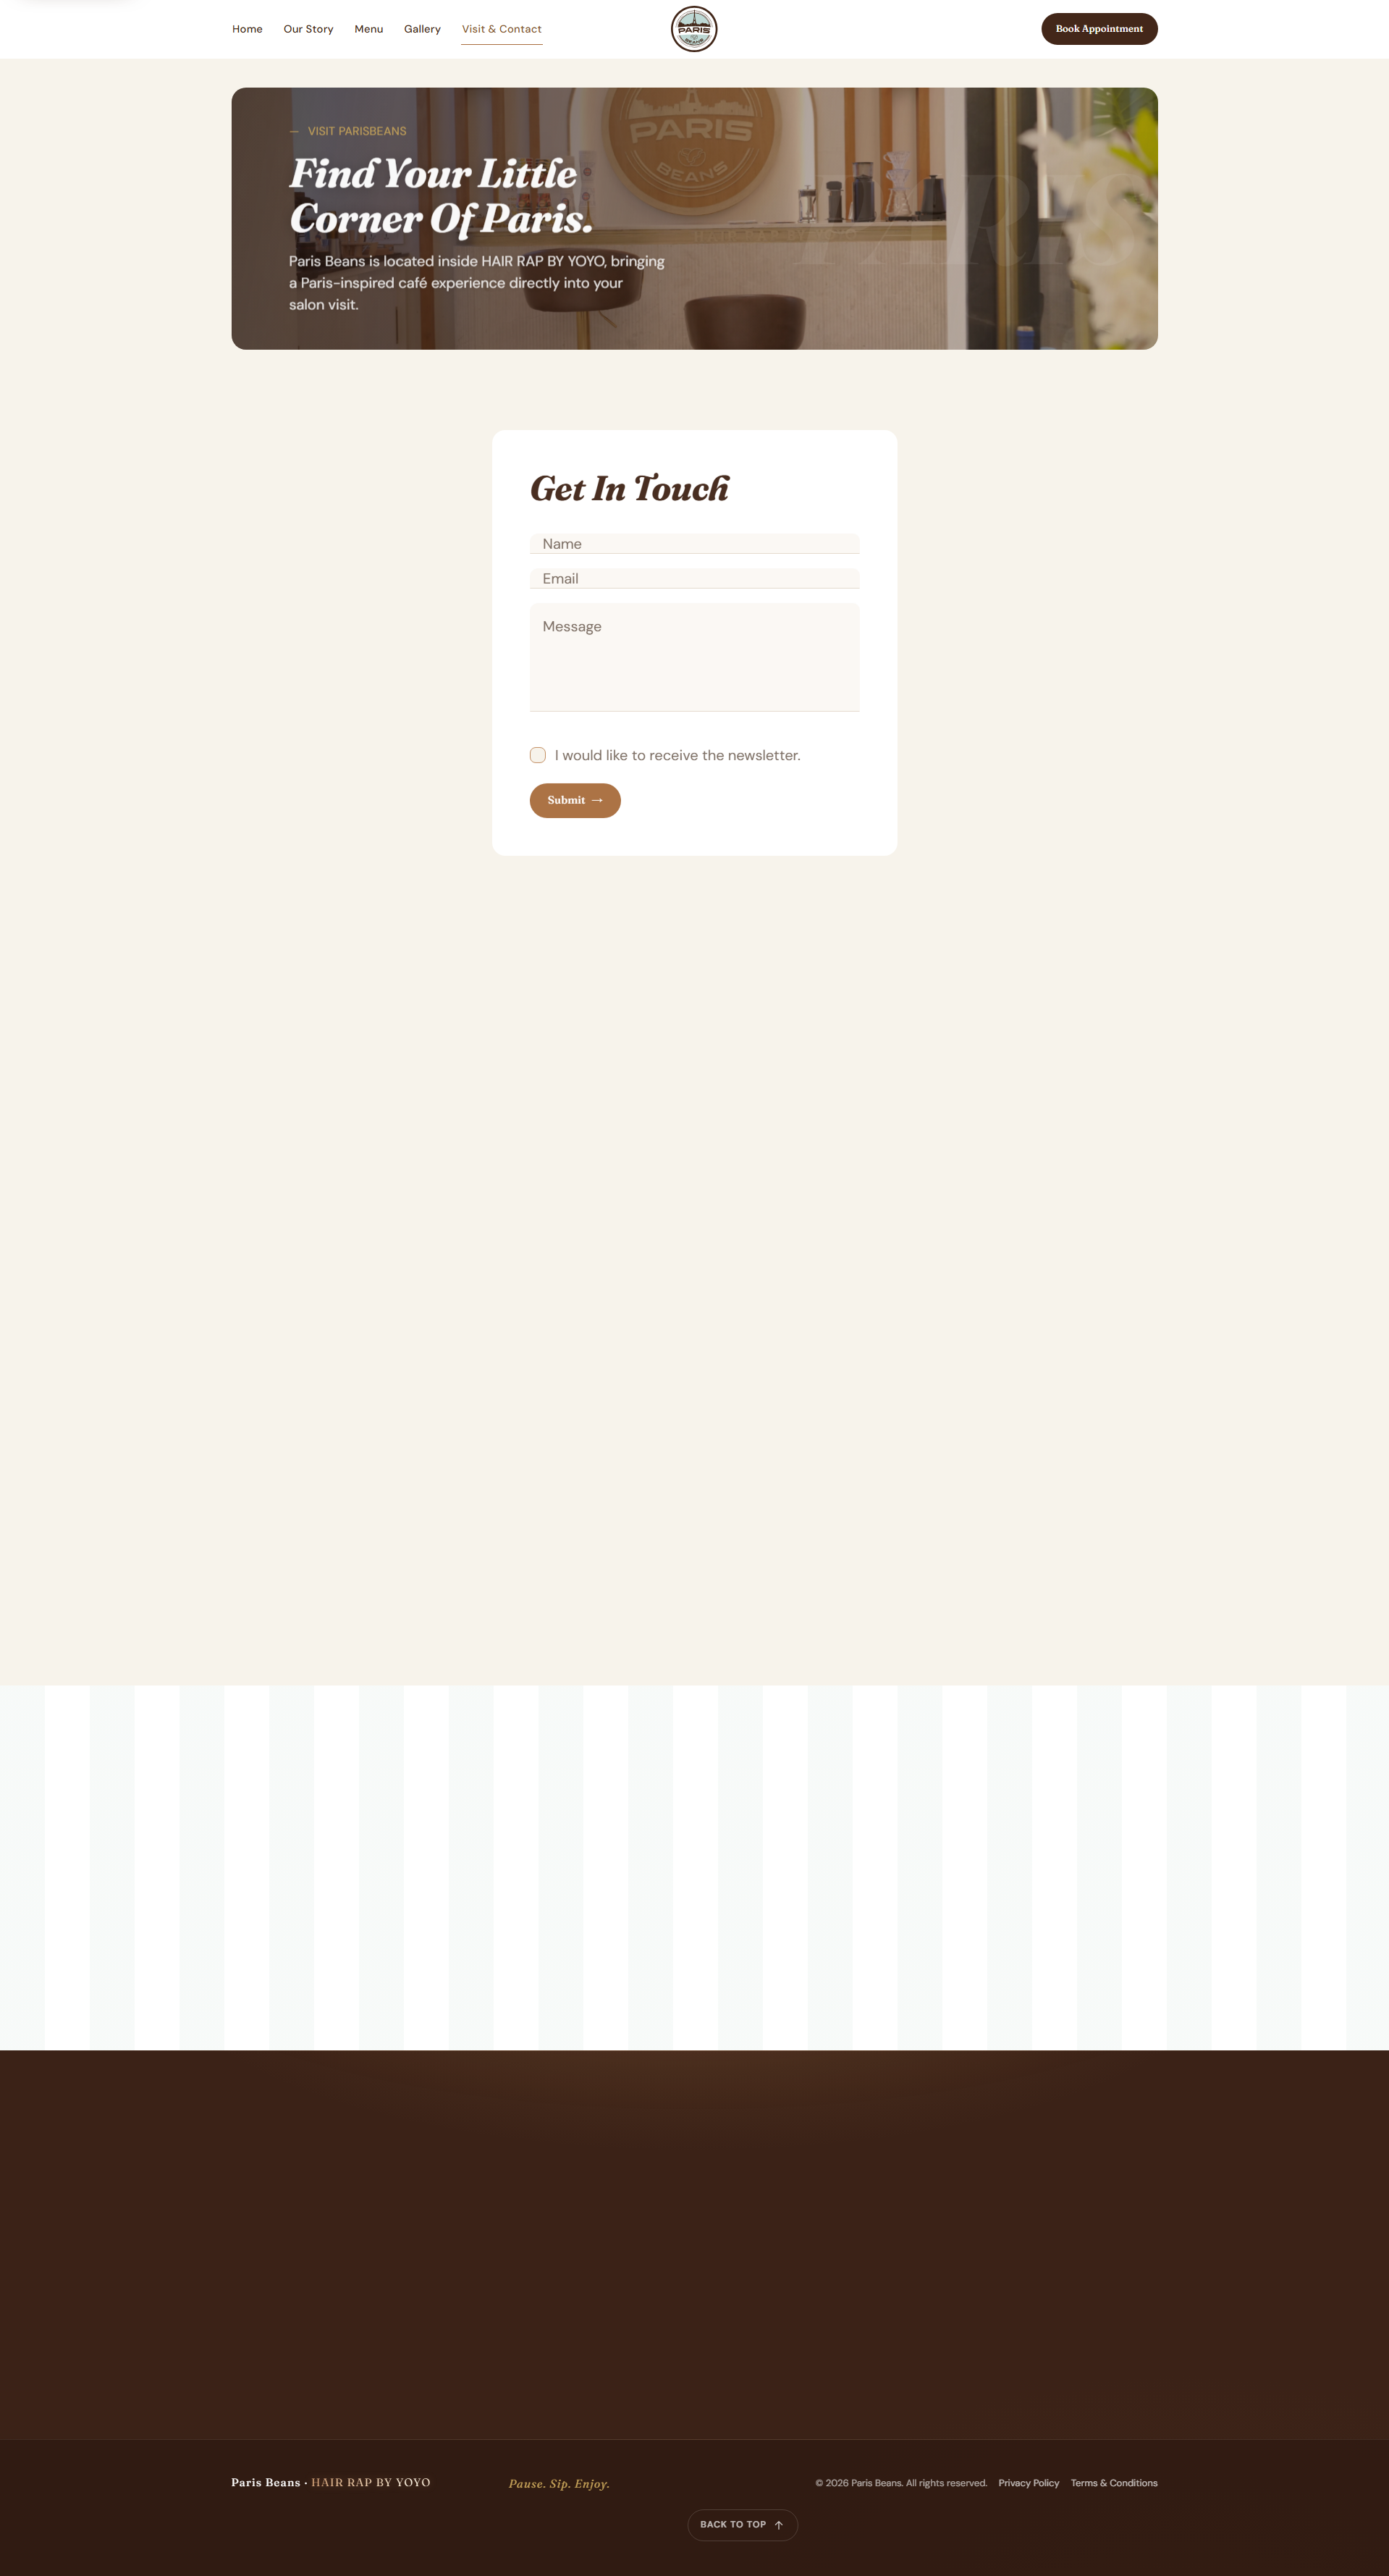 Home
Our Story
Menu
Gallery
Visit & Contact
PARIS
BEANS
Book Appointment
— VISIT PARISBEANS
Find Your Little
Corner Of Paris.
Paris Beans is located inside HAIR RAP BY YOYO, bringing
a Paris-inspired café experience directly into your
salon visit.
PARIS
BEANS
PARIS
Get In Touch
Name
Email
Message
I would like to receive the newsletter.
Submit →
Paris Beans · HAIR RAP BY YOYO
Pause. Sip. Enjoy.
© 2026 Paris Beans. All rights reserved.
Privacy Policy
Terms & Conditions
BACK TO TOP ↑